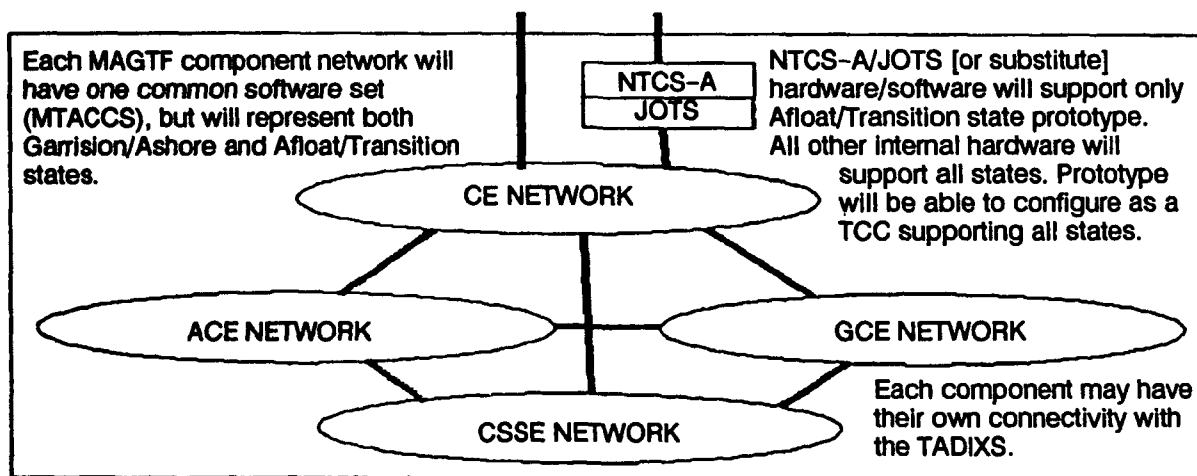 Each MAGTF component network will
have one common software set
(MTACCS), but will represent both
Garrision/Ashore and Afloat/Transition
states.
NTCS-A
JOTS
NTCS-A/JOTS [or substitute]
hardware/software will support only
Afloat/Transition state prototype.
All other internal hardware will
support all states. Prototype
will be able to configure as a
TCC supporting all states.
CE NETWORK
ACE NETWORK
GCE NETWORK
CSSE NETWORK
Each component may have
their own connectivity with
the TADIXS.